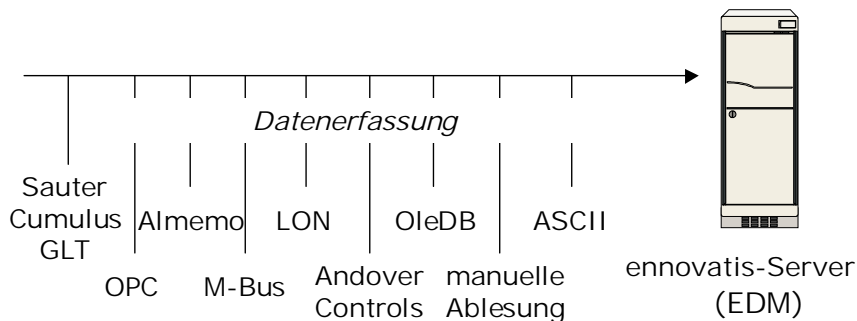 Datenerfassung
Sauter
Cumulus
GLT
OPC
Almemo
M-Bus
LON
Andover
Controls
OleDB
manuelle
Ablesung
ASCII
ennovatis-Server
(EDM)